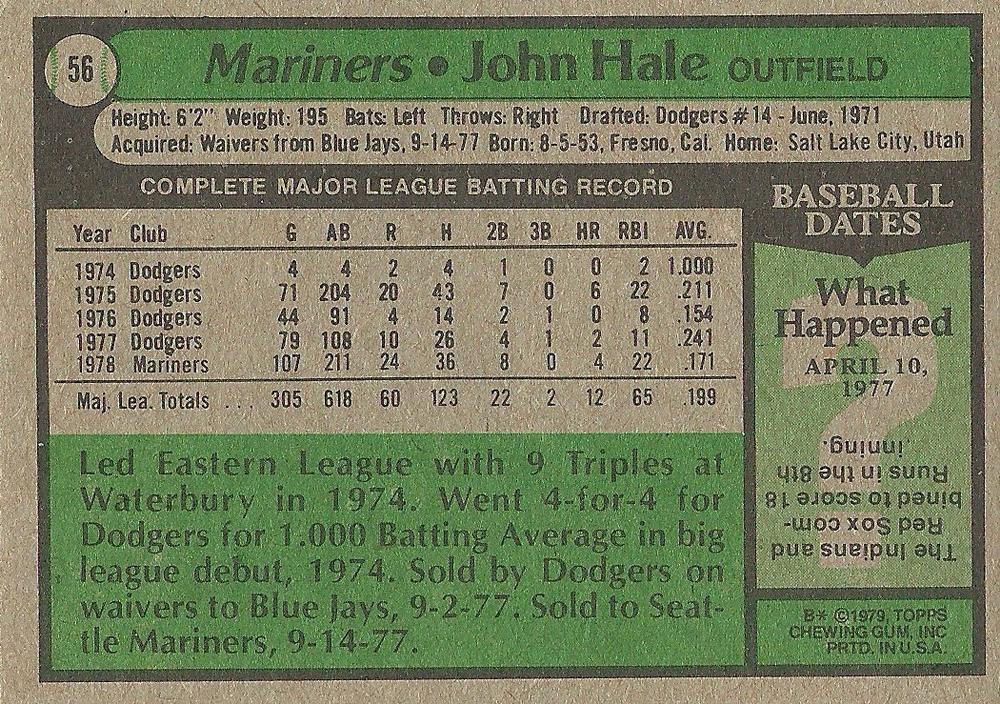 56
Mariners • John Hale OUTFIELD
Height: 6'2" Weight: 195 Bats: Left Throws: Right Drafted: Dodgers #14 - June, 1971
Acquired: Waivers from Blue Jays, 9-14-77 Born: 8-5-53, Fresno, Cal. Home: Salt Lake City, Utah
COMPLETE MAJOR LEAGUE BATTING RECORD
Year Club G AB R H 2B 3B HR RBI AVG.
1974 Dodgers 4 4 2 4 1 0 0 2 1.000
1975 Dodgers 71 204 20 43 7 0 6 22 .211
1976 Dodgers 44 91 4 14 2 1 0 8 .154
1977 Dodgers 79 108 10 26 4 1 2 11 .241
1978 Mariners 107 211 24 36 8 0 4 22 .171
Maj. Lea. Totals ... 305 618 60 123 22 2 12 65 .199
Led Eastern League with 9 Triples at
Waterbury in 1974. Went 4-for-4 for
Dodgers for 1.000 Batting Average in big
league debut, 1974. Sold by Dodgers on
waivers to Blue Jays, 9-2-77. Sold to Seat-
tle Mariners, 9-14-77.
BASEBALL
DATES
What
Happened
APRIL 10,
1977
?
The Indians and
Red Sox com-
bined to score 18
Runs in the 8th
inning.
B* ©1979, TOPPS
CHEWING GUM, INC
PRTD. IN U.S.A.